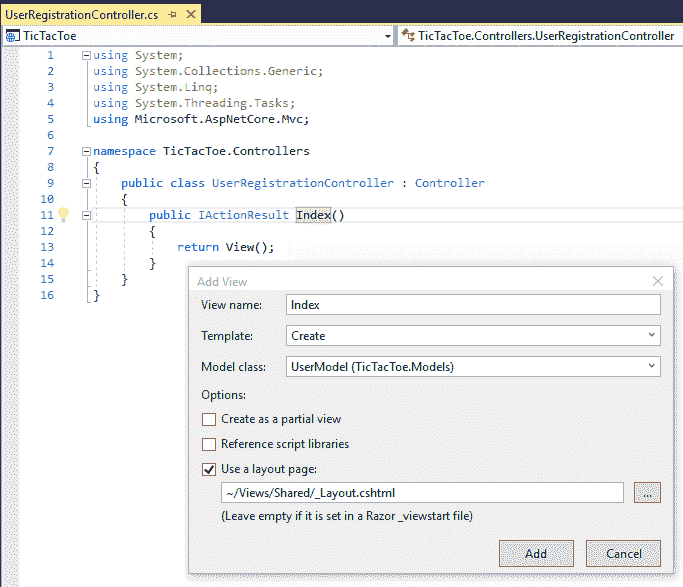 UserRegistrationController.cs
TicTacToe TicTacToe.Controllers.UserRegistrationController
1 using System;
2 using System.Collections.Generic;
3 using System.Linq;
4 using System.Threading.Tasks;
5 using Microsoft.AspNetCore.Mvc;
6
7 namespace TicTacToe.Controllers
8 {
9 public class UserRegistrationController : Controller
10 {
11 public IActionResult Index()
12 {
13 return View();
14 }
15 }
16 }
Add View
View name: Index
Template: Create
Model class: UserModel (TicTacToe.Models)
Options:
Create as a partial view
Reference script libraries
Use a layout page:
~/Views/Shared/_Layout.cshtml ...
(Leave empty if it is set in a Razor _viewstart file)
Add Cancel